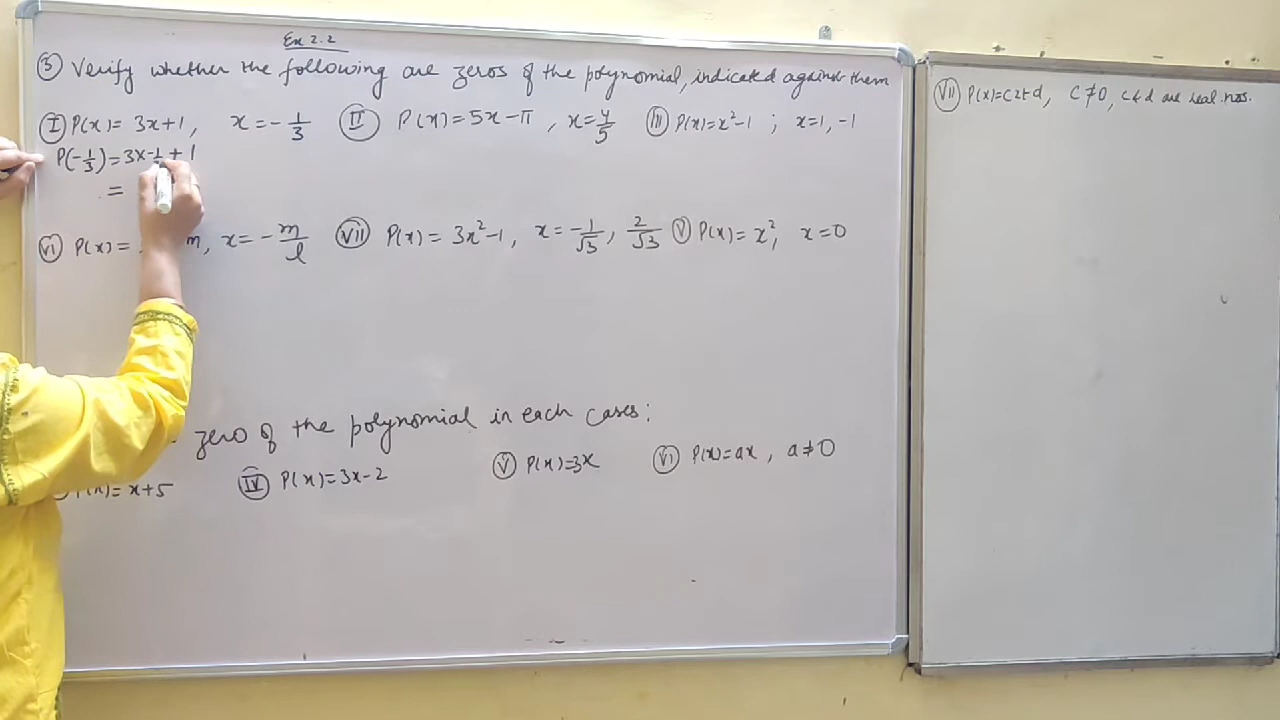 Ex 2.2
③ Verify whether the following are zeros of the polynomial, indicated against them
Ⓘ P(x) = 3x+1, x = -1/3 Ⓘⓘ P(x) = 5x-π, x = 4/5 ⓘⓘⓘ P(x) = x²-1 ; x=1, -1
P(-1/3) = 3x-1/3 + 1
=
ⓥⓘ P(x) = m, x = -m/l ⓥⓘⓘ P(x) = 3x²-1, x = -1/√3, 2/√3 ⓥ P(x) = x², x=0
zero of the polynomial in each cases:
P(x) = x+5 ⓘⓥ P(x) = 3x-2 ⓥ P(x) = 3x ⓥⓘ P(x) = ax, a≠0
ⓥⓘⓘ P(x) = cx+d, c≠0, c & d are real nos.